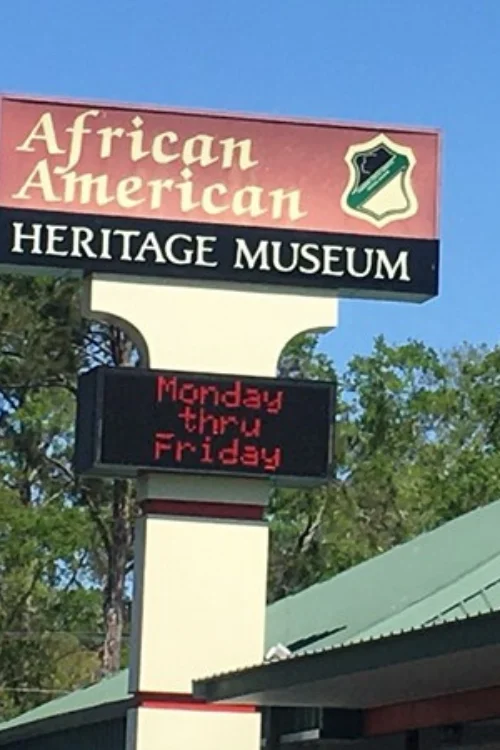 African
American
HERITAGE MUSEUM
Monday
thru
Friday